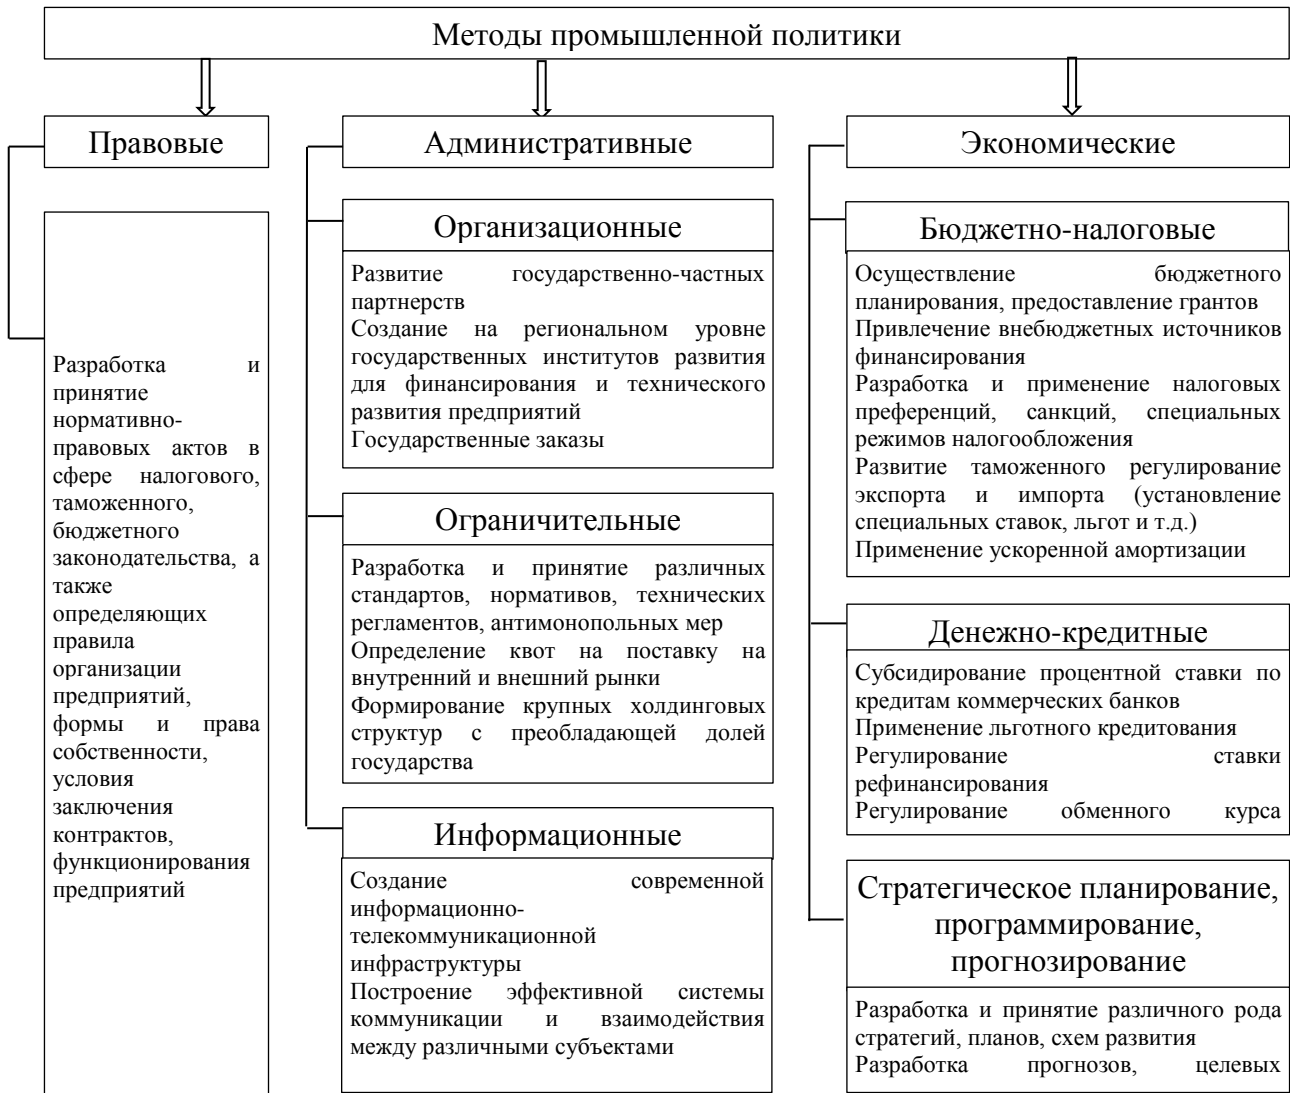 Методы промышленной политики
Правовые
Разработка и
принятие
нормативно-
правовых актов в
сфере налогового,
таможенного,
бюджетного
законодательства, а
также
определяющих
правила
организации
предприятий,
формы и права
собственности,
условия
заключения
контрактов,
функционирования
предприятий
Административные
Организационные
Развитие государственно-частных
партнерств
Создание на региональном уровне
государственных институтов развития
для финансирования и технического
развития предприятий
Государственные заказы
Ограничительные
Разработка и принятие различных
стандартов, нормативов, технических
регламентов, антимонопольных мер
Определение квот на поставку на
внутренний и внешний рынки
Формирование крупных холдинговых
структур с преобладающей долей
государства
Информационные
Создание современной
информационно-
телекоммуникационной
инфраструктуры
Построение эффективной системы
коммуникации и взаимодействия
между различными субъектами
Экономические
Бюджетно-налоговые
Осуществление бюджетного
планирования, предоставление грантов
Привлечение внебюджетных источников
финансирования
Разработка и применение налоговых
преференций, санкций, специальных
режимов налогообложения
Развитие таможенного регулирование
экспорта и импорта (установление
специальных ставок, льгот и т.д.)
Применение ускоренной амортизации
Денежно-кредитные
Субсидирование процентной ставки по
кредитам коммерческих банков
Применение льготного кредитования
Регулирование ставки
рефинансирования
Регулирование обменного курса
Стратегическое планирование,
программирование,
прогнозирование
Разработка и принятие различного рода
стратегий, планов, схем развития
Разработка прогнозов, целевых